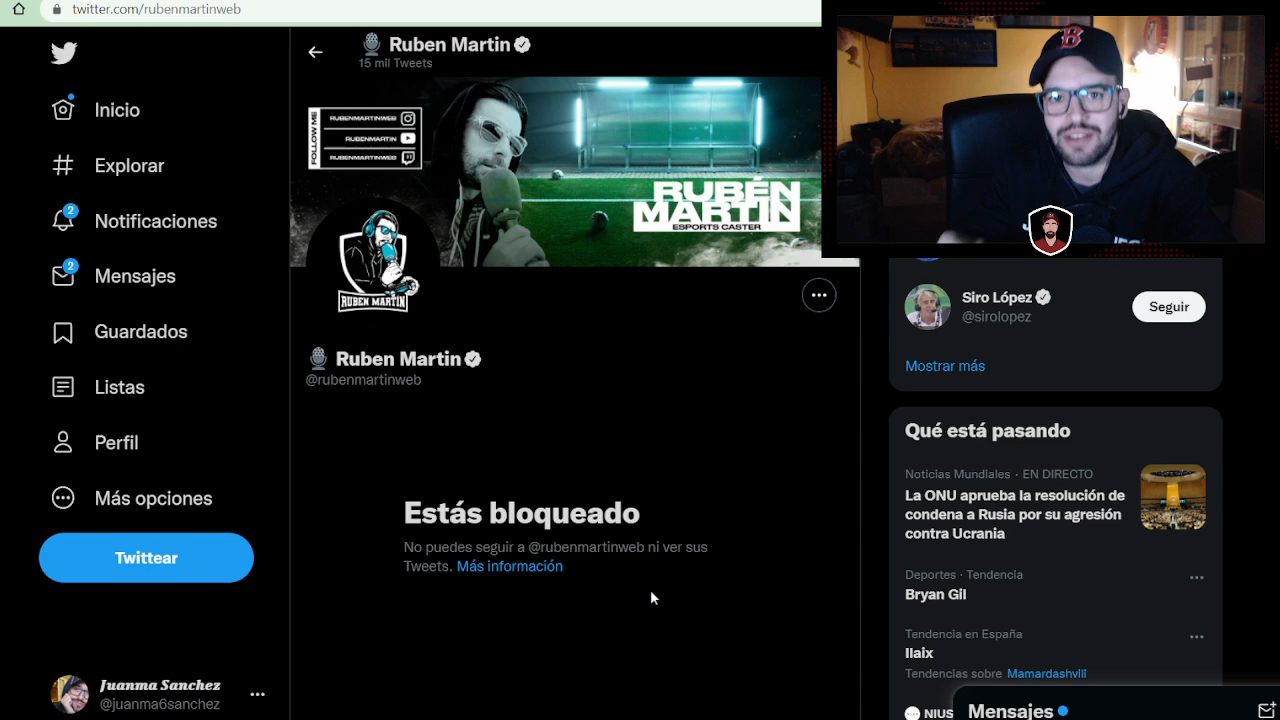 twitter.com/rubenmartinweb
Ruben Martin
15 mil Tweets
Inicio
Explorar
2
Notificaciones
2
Mensajes
Guardados
Listas
Perfil
Más opciones
Twittear
Juanma Sanchez
@juanma6sanchez
FOLLOW ME
RUBENMARTINWEB
RUBENMARTIN
RUBENMARTINWEB
RUBÉN
MARTIN
ESPORTS CASTER
RUBEN MARTIN
Ruben Martin
@rubenmartinweb
Estás bloqueado
No puedes seguir a @rubenmartinweb ni ver sus
Tweets. Más información
B
Siro López
@sirolopez
Seguir
Mostrar más
Qué está pasando
Noticias Mundiales · EN DIRECTO
La ONU aprueba la resolución de
condena a Rusia por su agresión
contra Ucrania
Deportes · Tendencia
Bryan Gil
Tendencia en España
Ilaix
Tendencias sobre Mamardashvili
NIUS
Mensajes